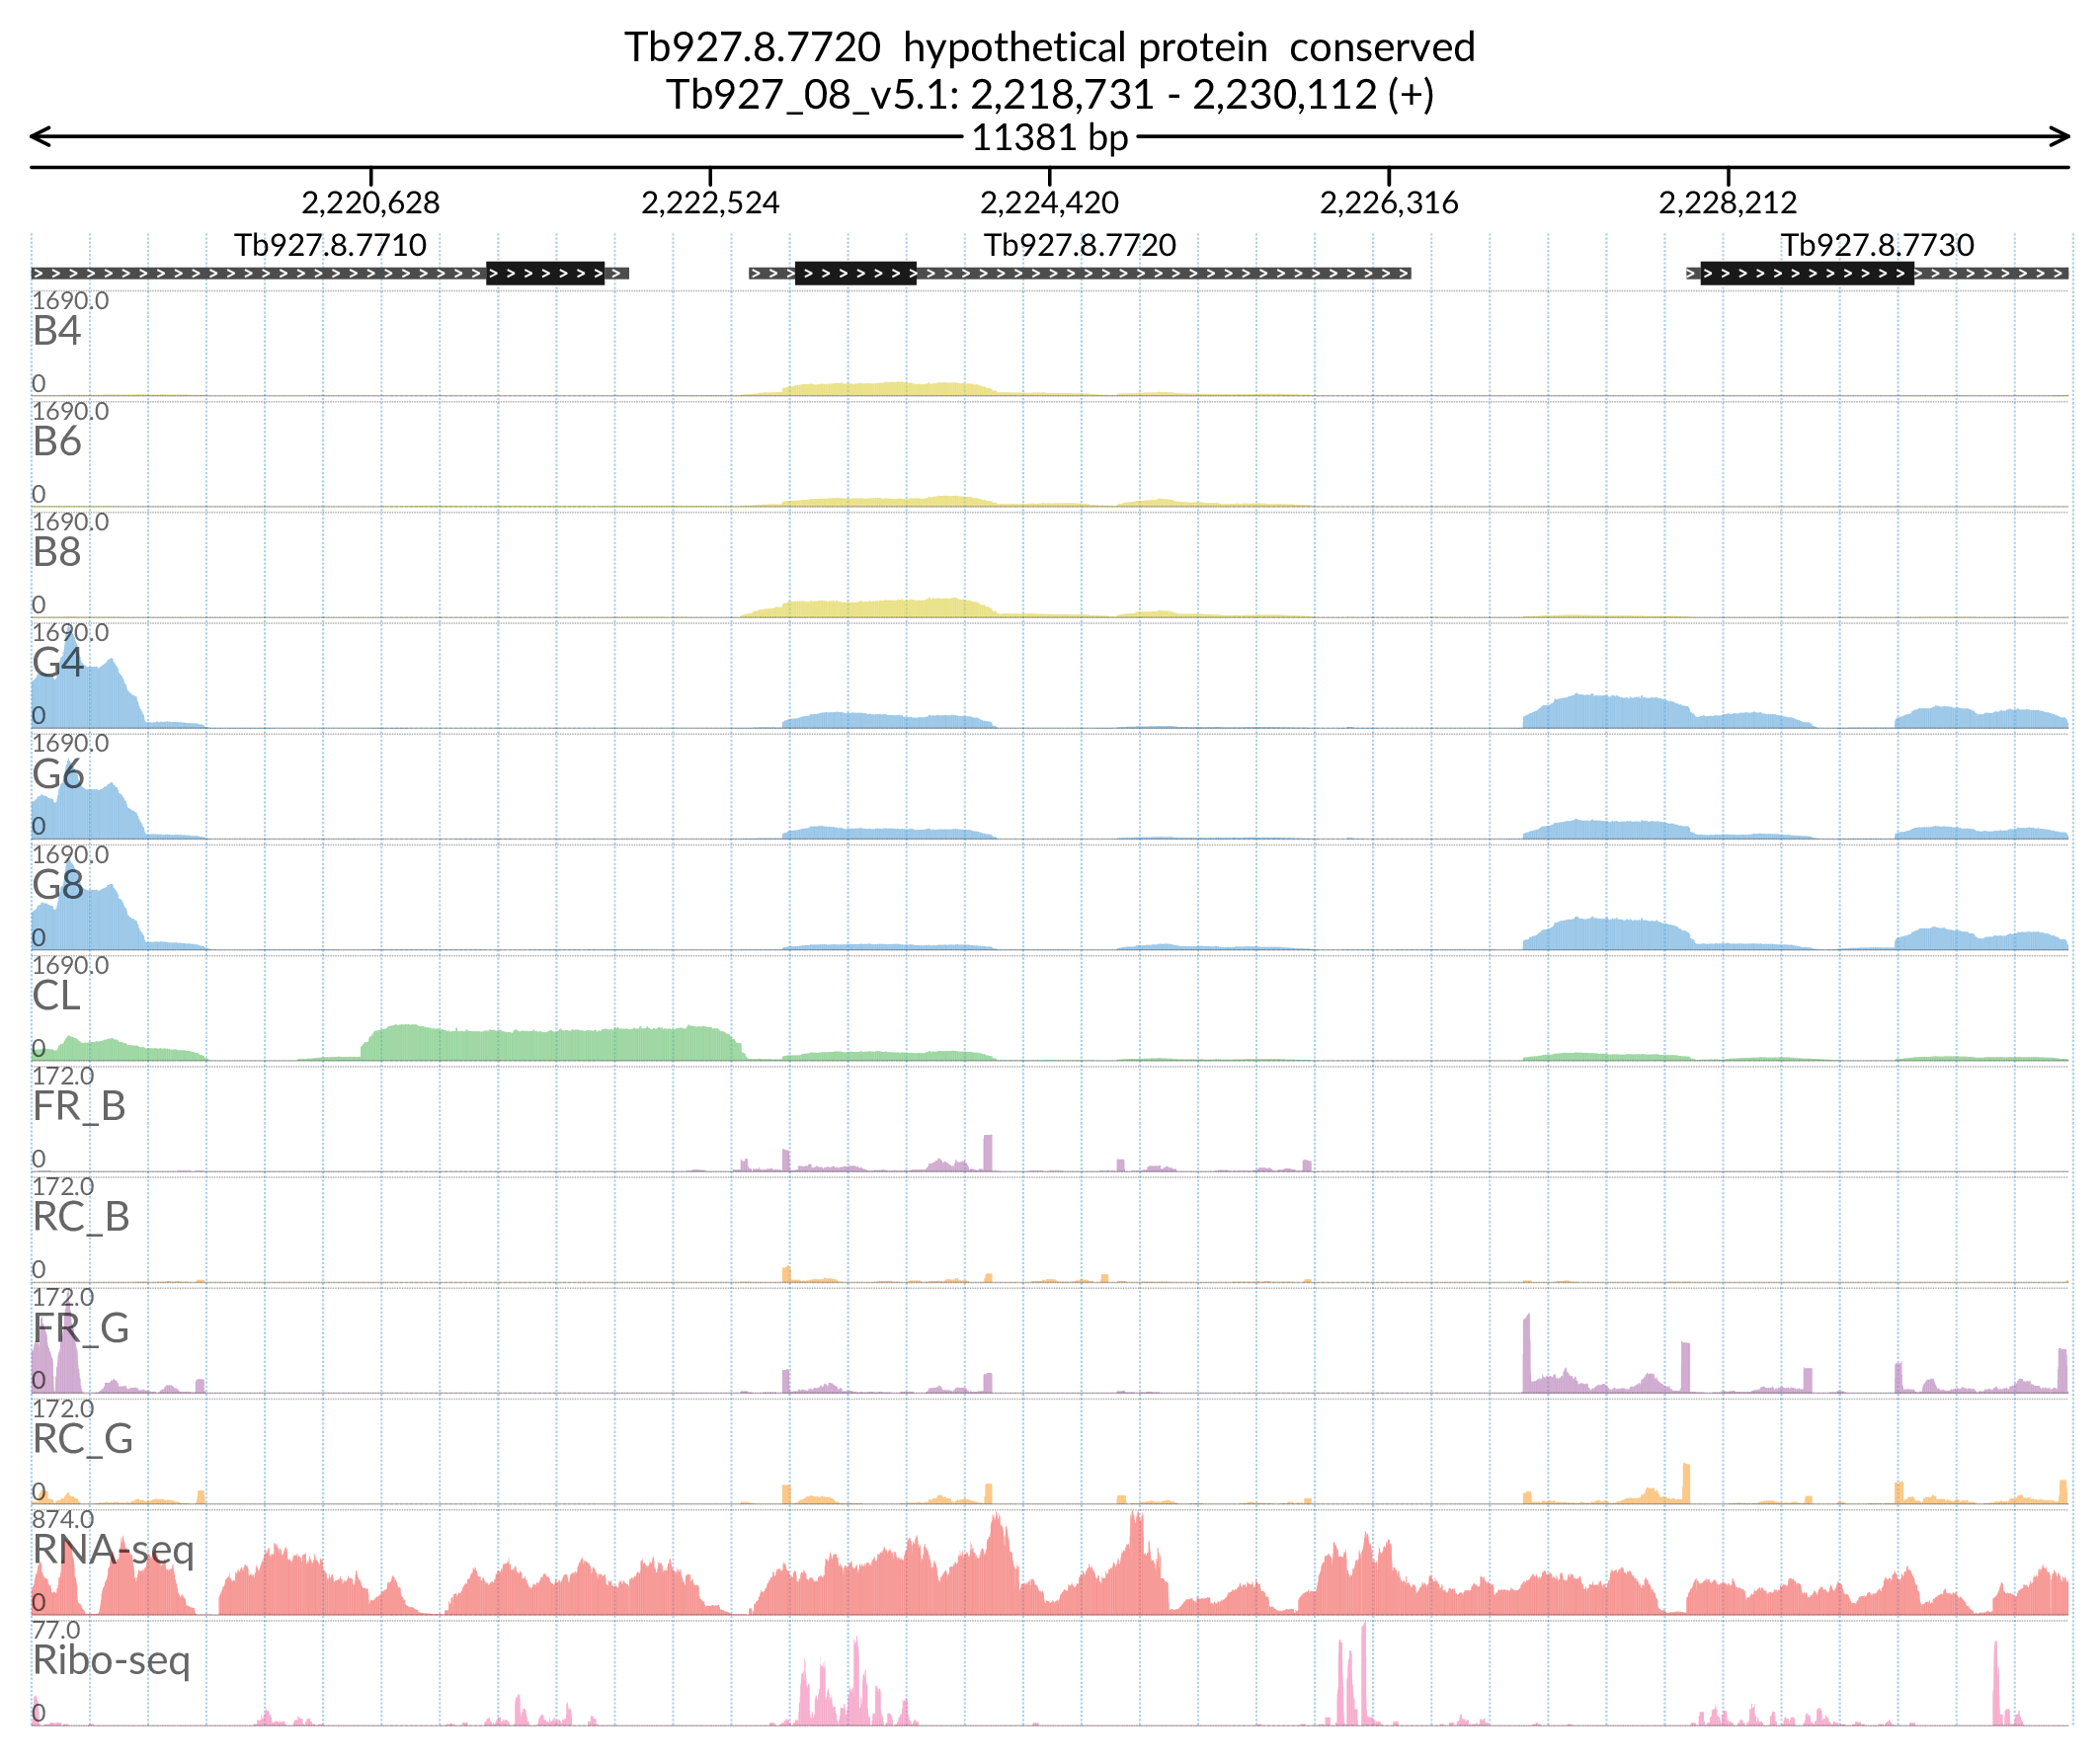 Tb927.8.7720  hypothetical protein  conserved
Tb927_08_v5.1: 2,218,731 - 2,230,112 (+)
11381 bp
2,220,628 2,222,524 2,224,420 2,226,316 2,228,212
Tb927.8.7710 Tb927.8.7720 Tb927.8.7730
1690.0
B4
0
1690.0
B6
0
1690.0
B8
0
1690.0
G4
0
1690.0
G6
0
1690.0
G8
0
1690.0
CL
0
172.0
FR_B
0
172.0
RC_B
0
172.0
FR_G
0
172.0
RC_G
0
874.0
RNA-seq
0
77.0
Ribo-seq
0